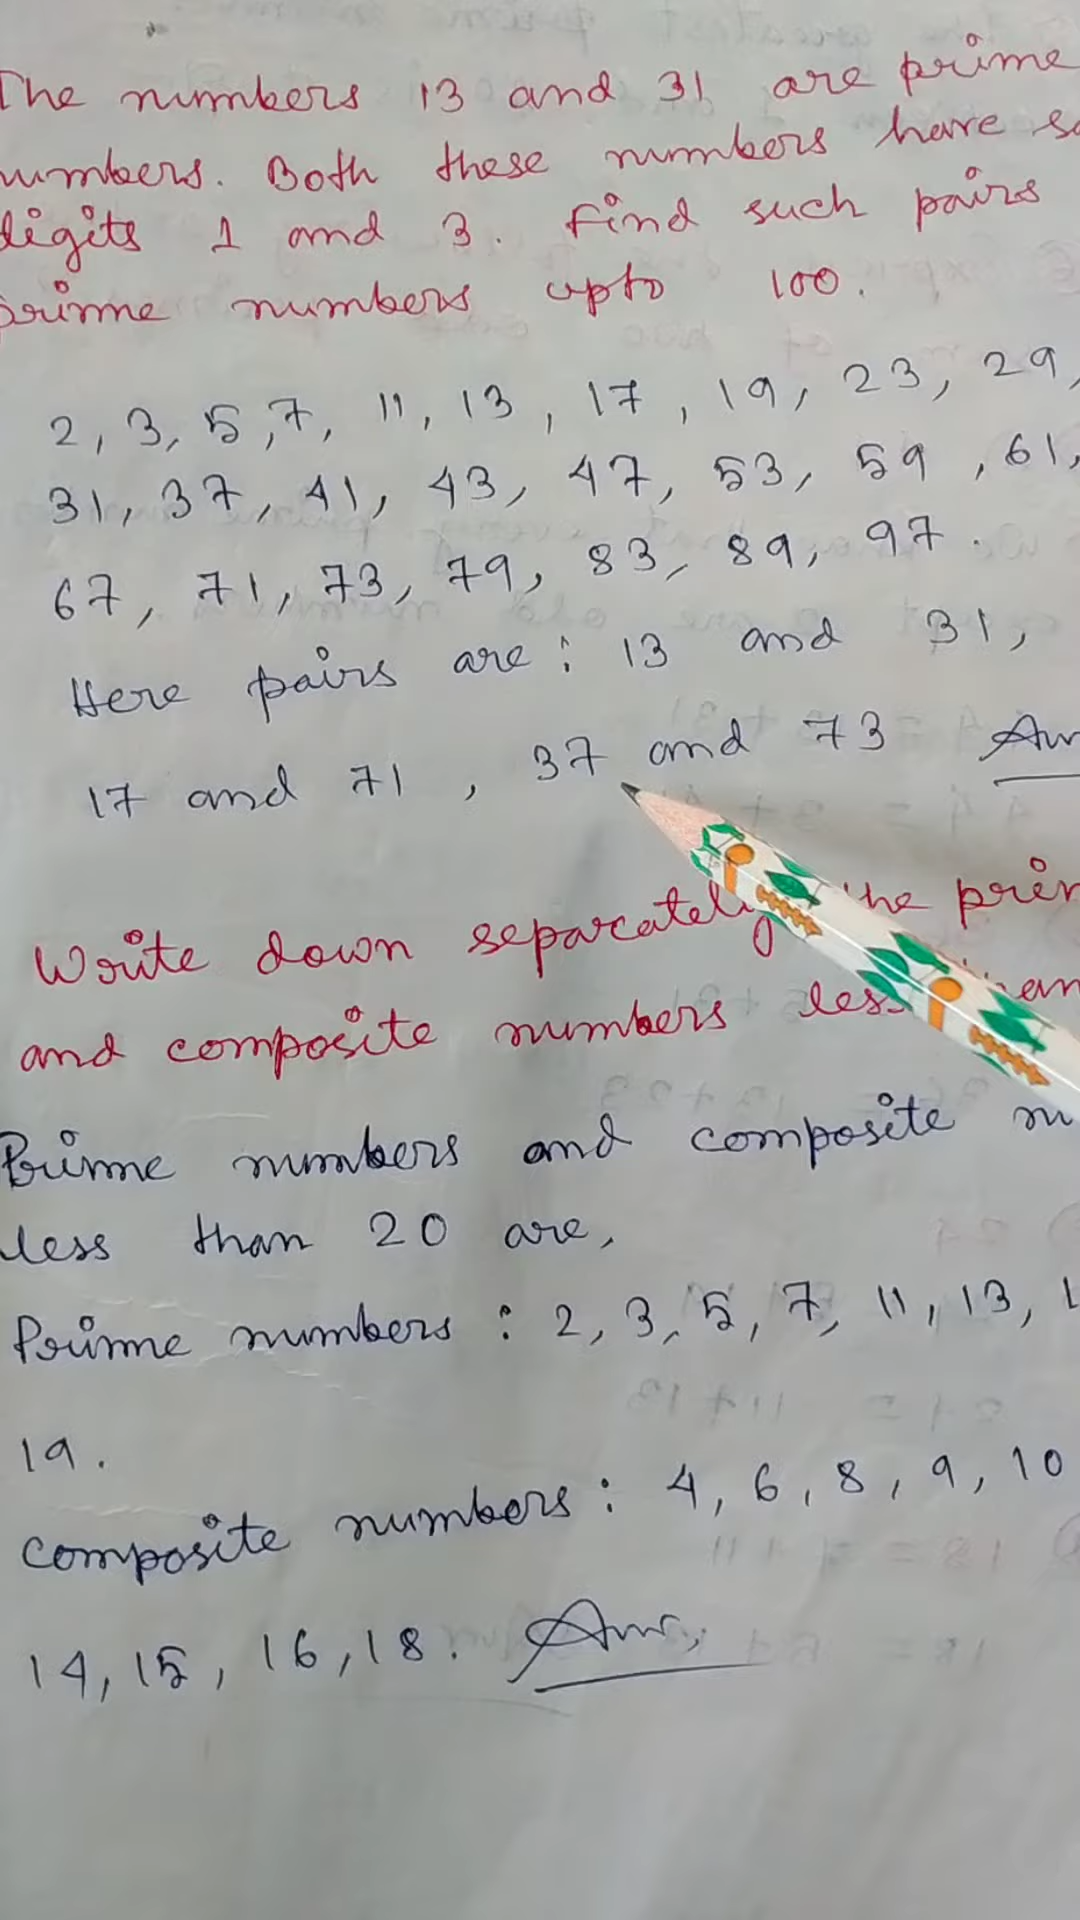 The numbers 13 and 31 are prime
numbers. Both these numbers have
digits 1 and 3. Find such pairs
prime numbers upto 100.
2, 3, 5, 7, 11, 13, 17, 19, 23, 29,
31, 37, 41, 43, 47, 53, 59, 61,
67, 71, 73, 79, 83, 89, 97.
Here pairs are : 13 and 31,
17 and 71, 37 and 73
Write down separately the
and composite numbers
Prime numbers and composite
less than 20 are,
Prime numbers : 2, 3, 5, 7, 11, 13,
19.
composite numbers : 4, 6, 8, 9, 10
14, 15, 16, 18. Ans,